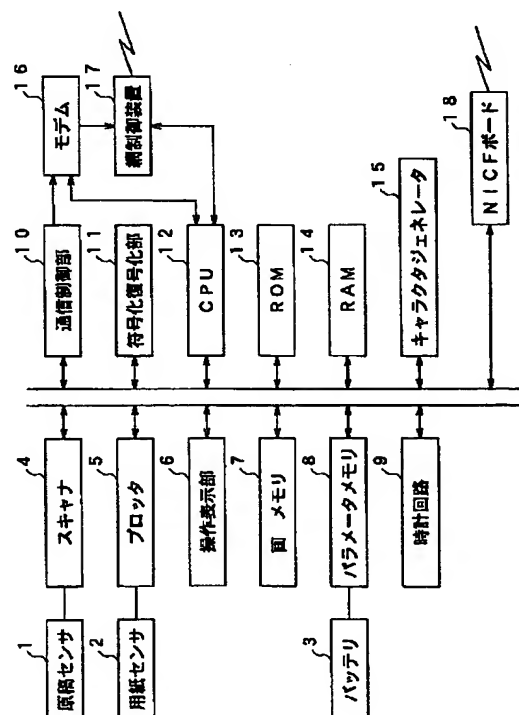 1
原稿センサ
2
用紙センサ
3
バッテリ
4
スキャナ
5
プロッタ
6
操作表示部
7
画 メモリ
8
パラメータメモリ
9
時計回路
10
通信制御部
11
符号化復号化部
12
CPU
13
ROM
14
RAM
15
キャラクタジェネレータ
16
モデム
17
網制御装置
18
NICFボード